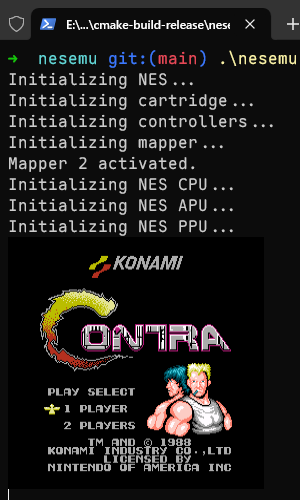 E:\...\cmake-build-release\nese
→ nesemu git:(main) .\nesemu
Initializing NES...
Initializing cartridge...
Initializing controllers...
Initializing mapper...
Mapper 2 activated.
Initializing NES CPU...
Initializing NES APU...
Initializing NES PPU...
KONAMI
CONTRA
PLAY SELECT
1 PLAYER
2 PLAYERS
TM AND © 1988
KONAMI INDUSTRY CO.,LTD
LICENSED BY
NINTENDO OF AMERICA INC